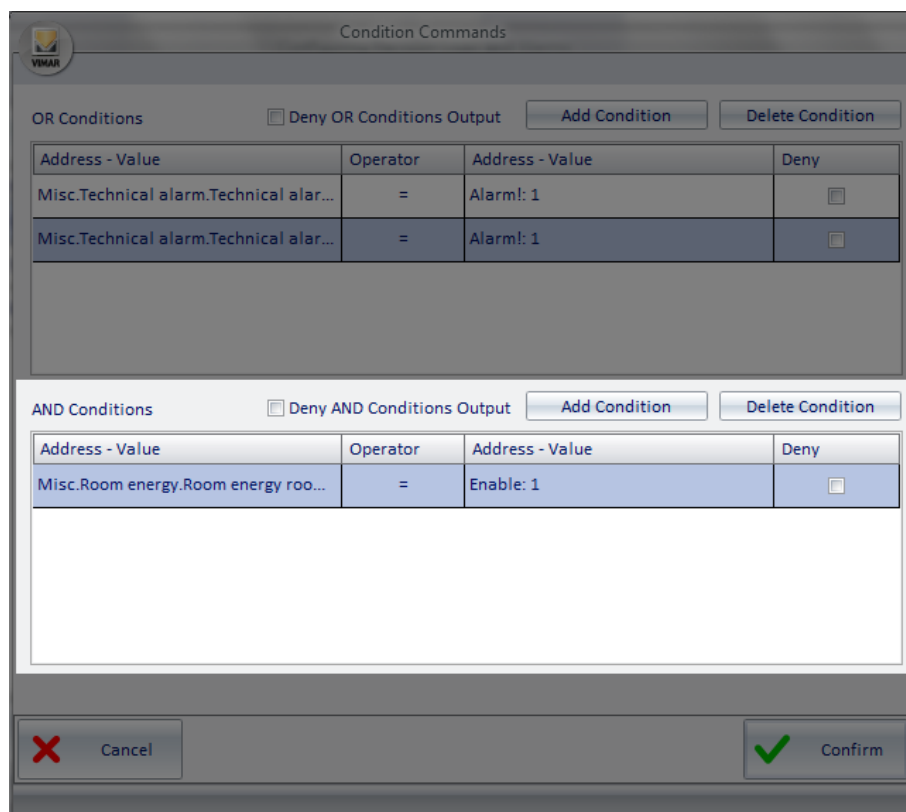 Condition Commands
VIMAR
OR Conditions Deny OR Conditions Output Add Condition Delete Condition
Address - Value Operator Address - Value Deny
Misc.Technical alarm.Technical alar... = Alarm!: 1
Misc.Technical alarm.Technical alar... = Alarm!: 1
AND Conditions Deny AND Conditions Output Add Condition Delete Condition
Address - Value Operator Address - Value Deny
Misc.Room energy.Room energy roo... = Enable: 1
Cancel Confirm